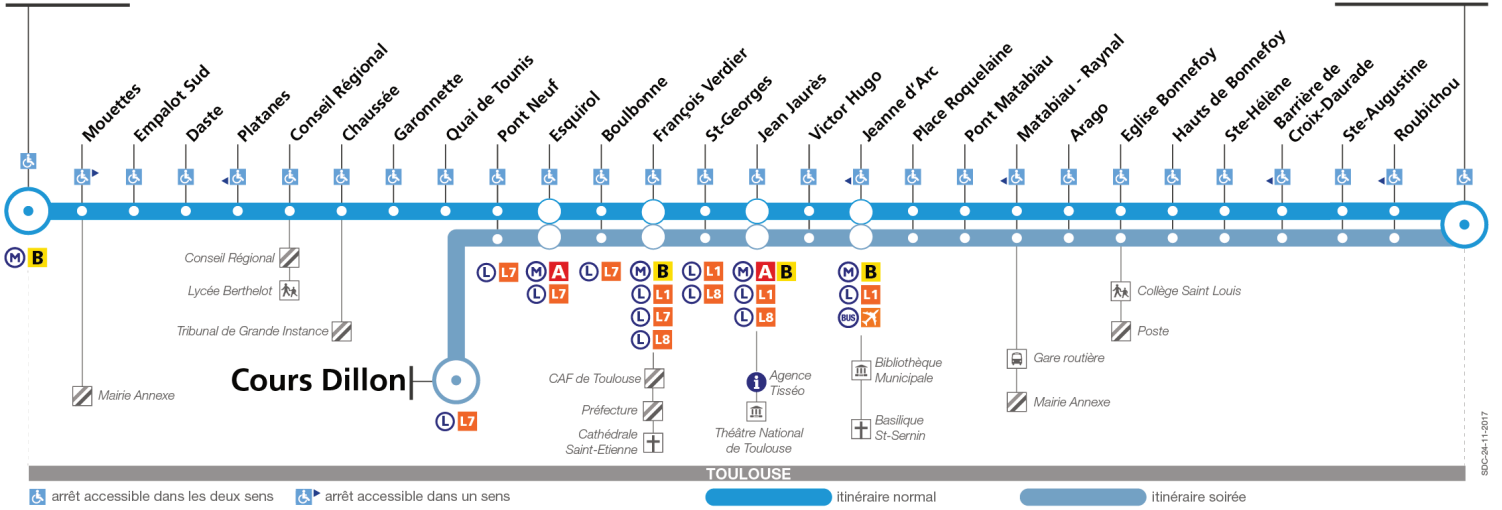 Mouettes
Empalot Sud
Daste
Platanes
Conseil Régional
Chaussée
Garonnette
Quai de Tounis
Pont Neuf
Esquirol
Boulbonne
François Verdier
St-Georges
Jean Jaurès
Victor Hugo
Jeanne d'Arc
Place Roquelaine
Pont Matabiau
Matabiau - Raynal
Arago
Eglise Bonnefoy
Hauts de Bonnefoy
Ste-Hélène
Barrière de
Croix-Daurade
Ste-Augustine
Roubichou
M B
Conseil Régional
Lycée Berthelot
Tribunal de Grande Instance
Mairie Annexe
Cours Dillon
L L7
L L7
M A
L L7
L L7
M B
L L1
L L7
L L8
CAF de Toulouse
Préfecture
Cathédrale
Saint-Etienne
L L1
L L8
M A B
L L1
L L8
i
Agence
Tisséo
Théâtre National
de Toulouse
M B
L L1
BUS
Bibliothèque
Municipale
Basilique
St-Sernin
Gare routière
Mairie Annexe
Collège Saint Louis
Poste
SDC-24-11-2017
TOULOUSE
arrêt accessible dans les deux sens
arrêt accessible dans un sens
itinéraire normal
itinéraire soirée